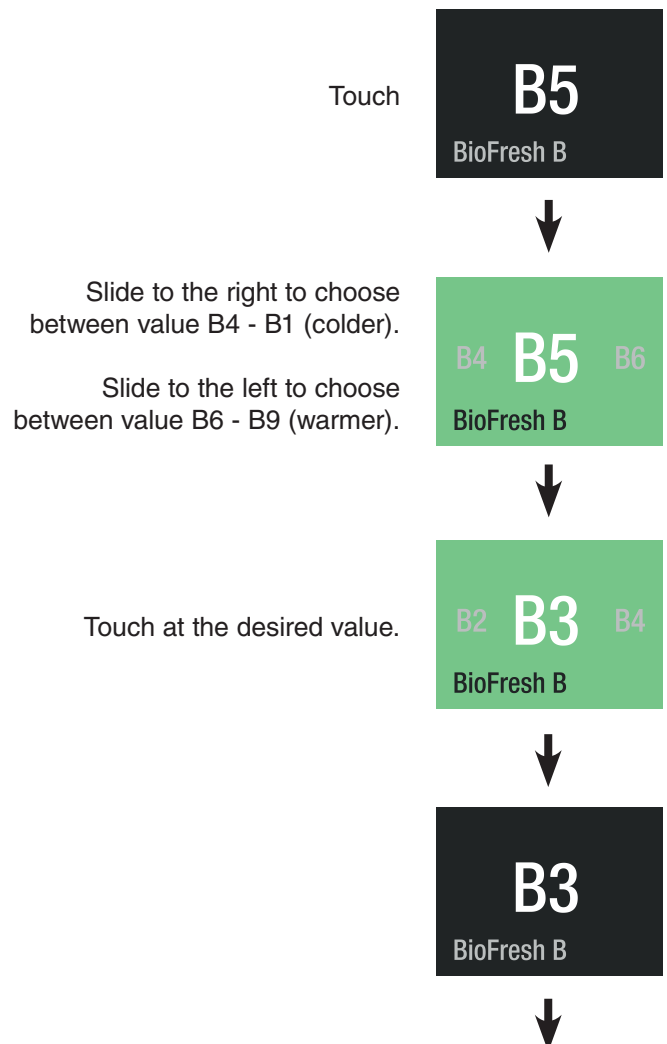 Touch
B5
BioFresh B
Slide to the right to choose
between value B4 - B1 (colder).
Slide to the left to choose
between value B6 - B9 (warmer).
B4 B5 B6
BioFresh B
Touch at the desired value.
B2 B3 B4
BioFresh B
B3
BioFresh B